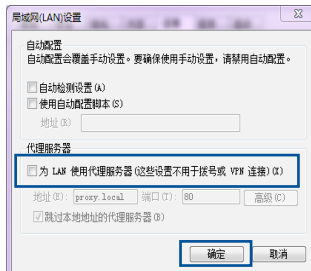 局域网(LAN)设置
自动配置
自动配置会覆盖手动设置。要确保使用手动设置，请禁用自动配置。
自动检测设置(A)
使用自动配置脚本(S)
地址(R)
代理服务器
为 LAN 使用代理服务器(这些设置不用于拨号或 VPN 连接)(X)
地址(E): proxy.local 端口(T): 80 高级(C)
跳过本地地址的代理服务器(B)
确定 取消